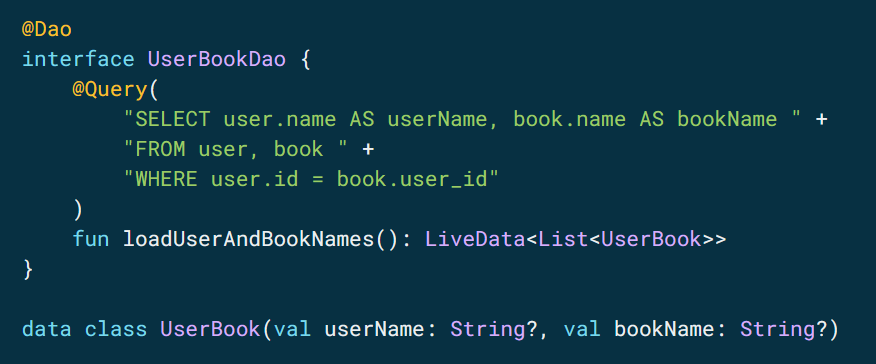 @Dao
interface UserBookDao {
    @Query(
        "SELECT user.name AS userName, book.name AS bookName " +
        "FROM user, book " +
        "WHERE user.id = book.user_id"
    )
    fun loadUserAndBookNames(): LiveData<List<UserBook>>
}
data class UserBook(val userName: String?, val bookName: String?)